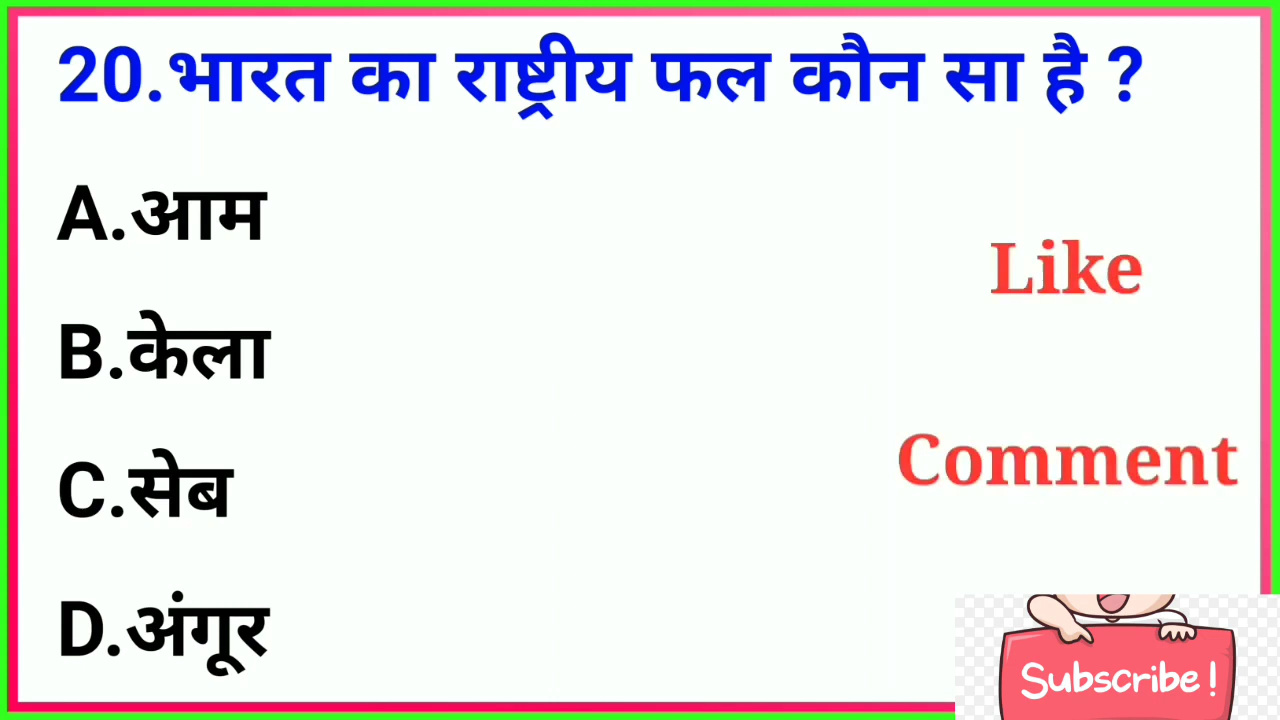 20.भारत का राष्ट्रीय फल कौन सा है ?
A.आम
Like
B.केला
Comment
C.सेब
D.अंगूर
Subscribe!